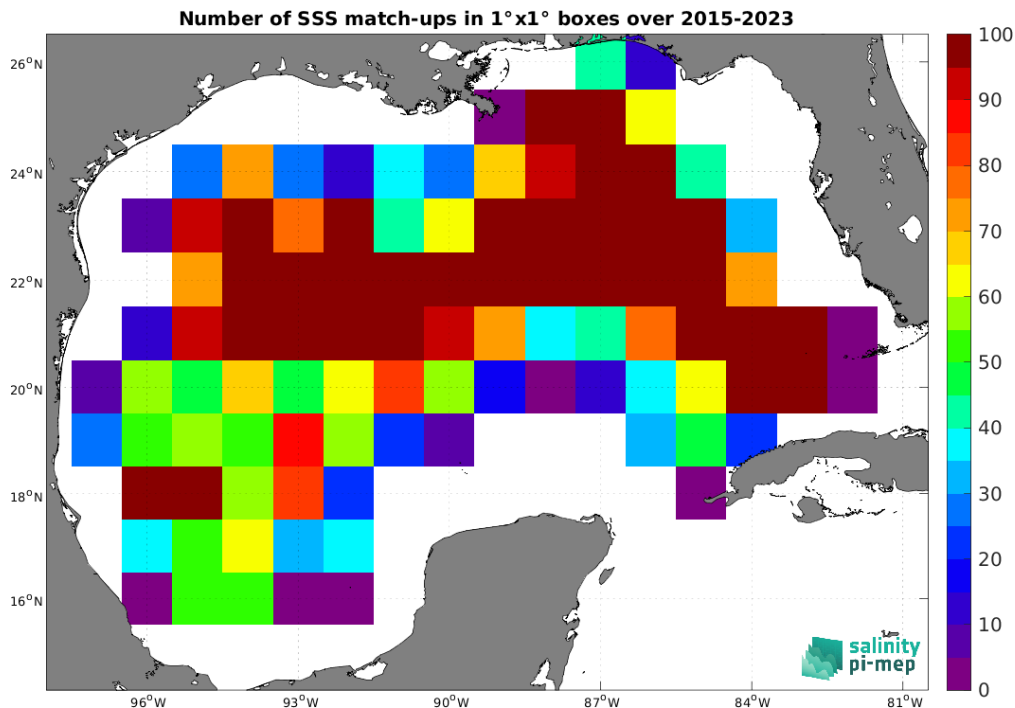 Number of SSS match-ups in 1°x1° boxes over 2015-2023
26°N
24°N
22°N
20°N
18°N
16°N
96°W
93°W
90°W
87°W
84°W
81°W
100
90
80
70
60
50
40
30
20
10
0
salinity
pi-mep